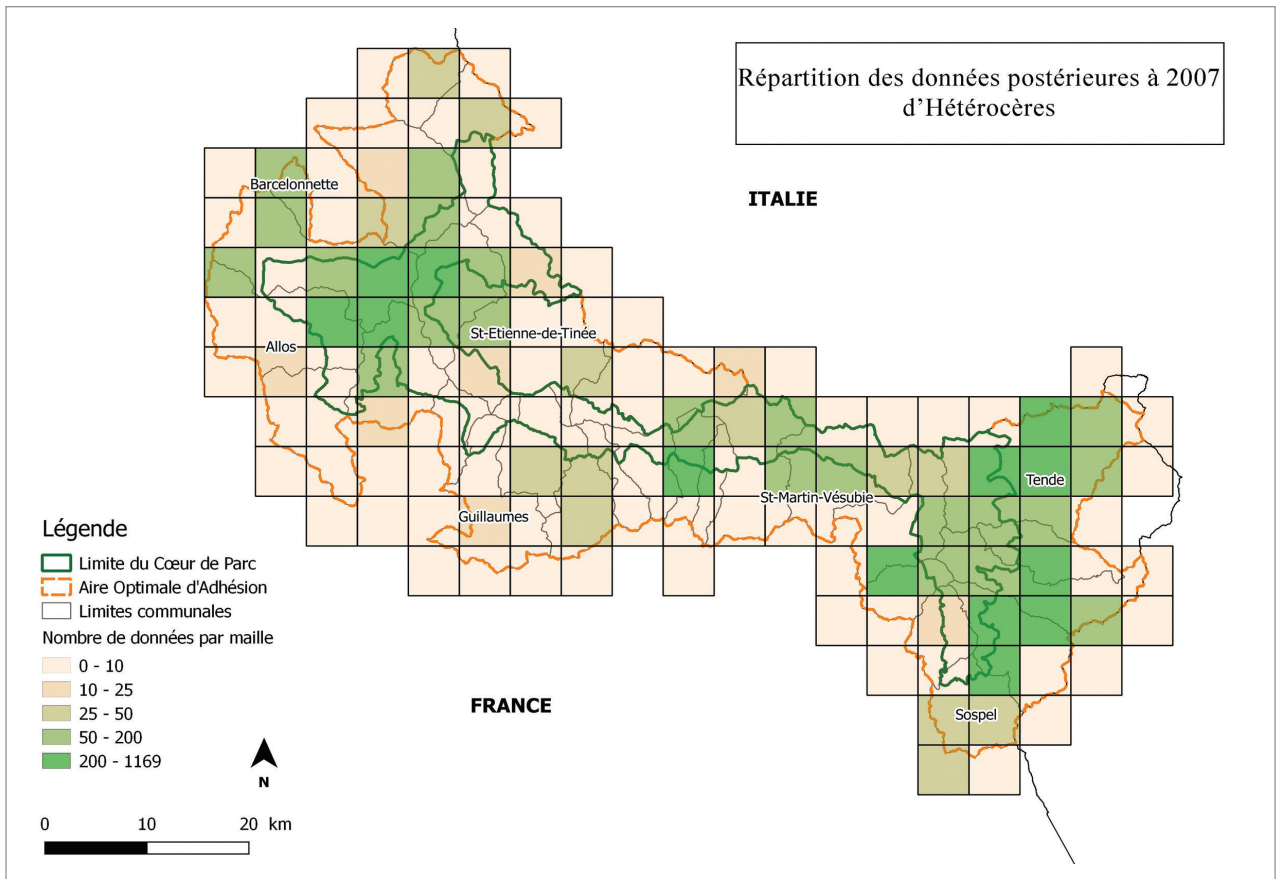 Répartition des données postérieures à 2007
d'Hétérocères
ITALIE
Barcelonnette
St-Etienne-de-Tinée
Allos
Tende
St-Martin-Vésubie
Guillaumes
Sospel
FRANCE
Légende
Limite du Cœur de Parc
Aire Optimale d'Adhésion
Limites communales
Nombre de données par maille
0 - 10
10 - 25
25 - 50
50 - 200
200 - 1169
N
0 10 20 km